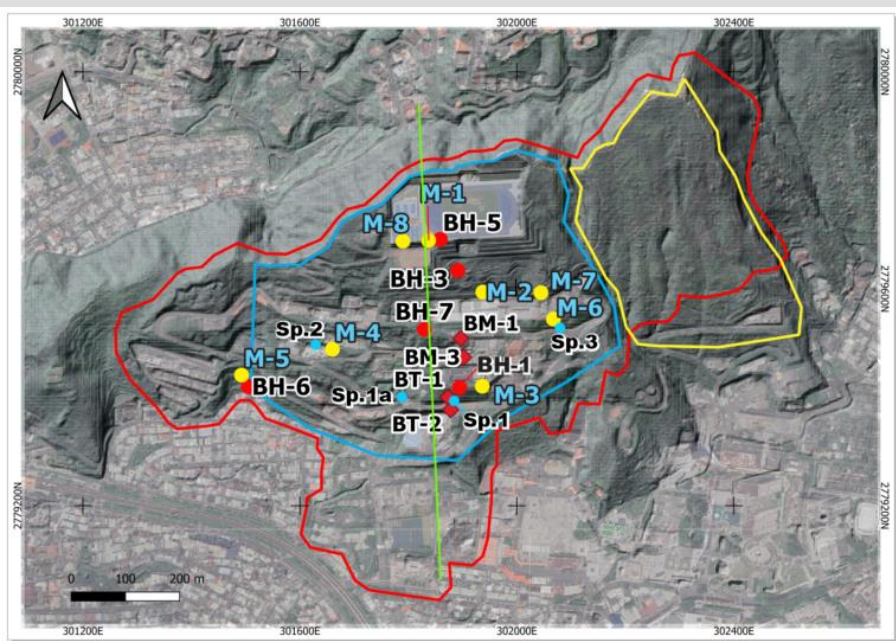 301200E 301600E 302000E 302400E
2780000N 2780000N
M-1
M-8 BH-5
BH-3
M-2 M-7
2779600N
BH-7 M-6
BM-1
Sp.2 M-4 Sp.3
BM-3
M-5 BT-1 BH-1
BH-6 Sp.1a M-3
BT-2 Sp.1
2779200N 2779200N
0 100 200 m
301200E 301600E 302000E 302400E